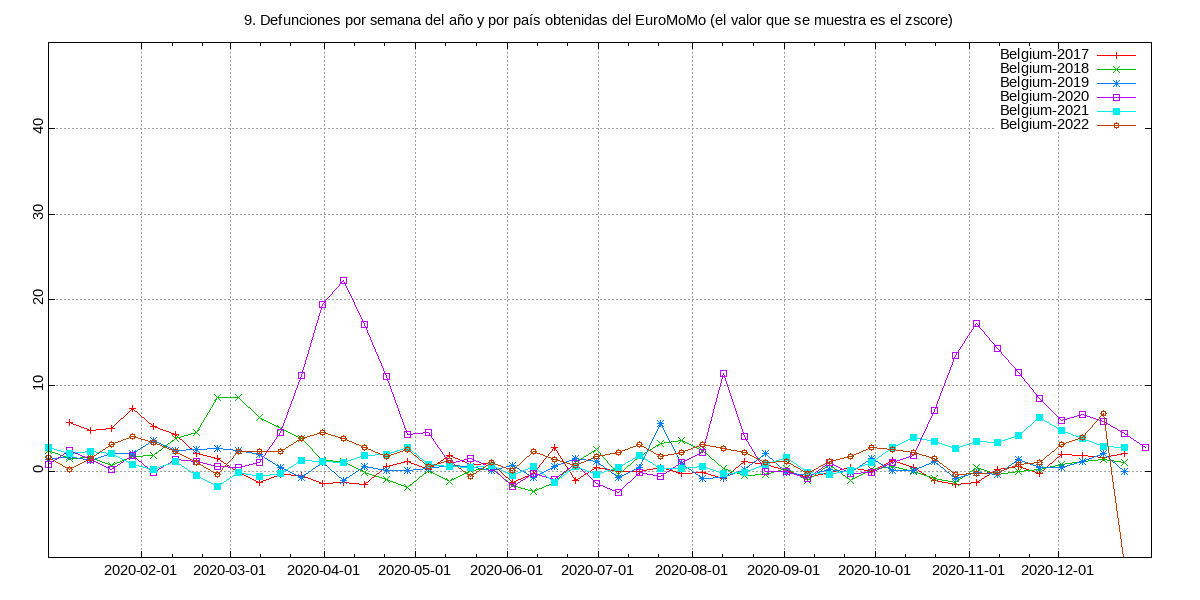 9. Defunciones por semana del año y por país obtenidas del EuroMoMo (el valor que se muestra es el zscore)
Belgium-2017
Belgium-2018
Belgium-2019
Belgium-2020
Belgium-2021
Belgium-2022
40
30
20
10
0
2020-02-01 2020-03-01 2020-04-01 2020-05-01 2020-06-01 2020-07-01 2020-08-01 2020-09-01 2020-10-01 2020-11-01 2020-12-01